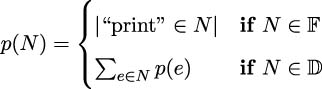 p(N) = { |“print” ∈ N| if N ∈ 𝔽
∑_{e∈N} p(e) if N ∈ 𝔻